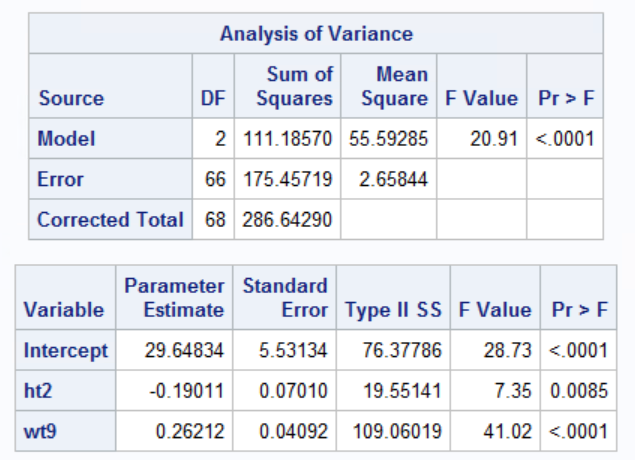 Analysis of Variance
Source DF Sum of Squares Mean Square F Value Pr > F
Model 2 111.18570 55.59285 20.91 <.0001
Error 66 175.45719 2.65844
Corrected Total 68 286.64290
Variable Parameter Estimate Standard Error Type II SS F Value Pr > F
Intercept 29.64834 5.53134 76.37786 28.73 <.0001
ht2 -0.19011 0.07010 19.55141 7.35 0.0085
wt9 0.26212 0.04092 109.06019 41.02 <.0001